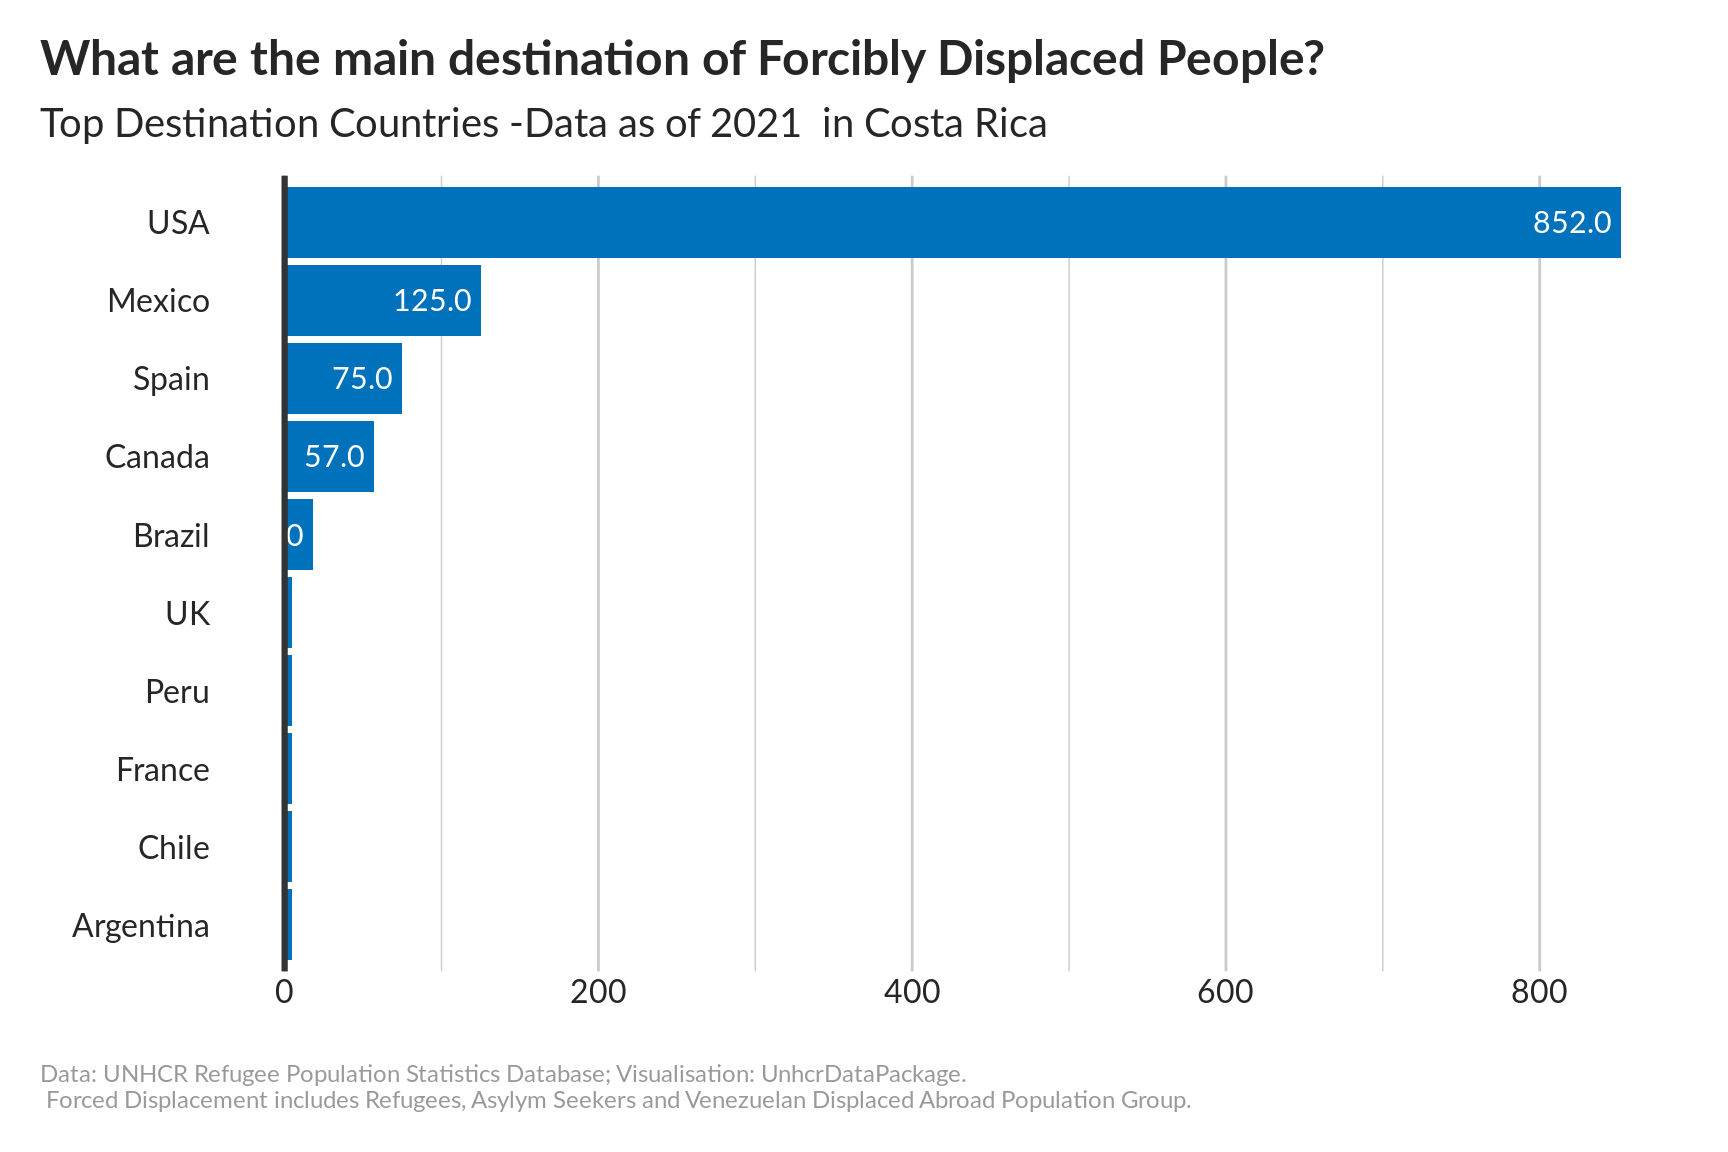 What are the main destination of Forcibly Displaced People?
Top Destination Countries -Data as of 2021  in Costa Rica
USA 852.0
Mexico 125.0
Spain 75.0
Canada 57.0
Brazil 0
UK
Peru
France
Chile
Argentina
0 200 400 600 800
Data: UNHCR Refugee Population Statistics Database; Visualisation: UnhcrDataPackage.
Forced Displacement includes Refugees, Asylym Seekers and Venezuelan Displaced Abroad Population Group.